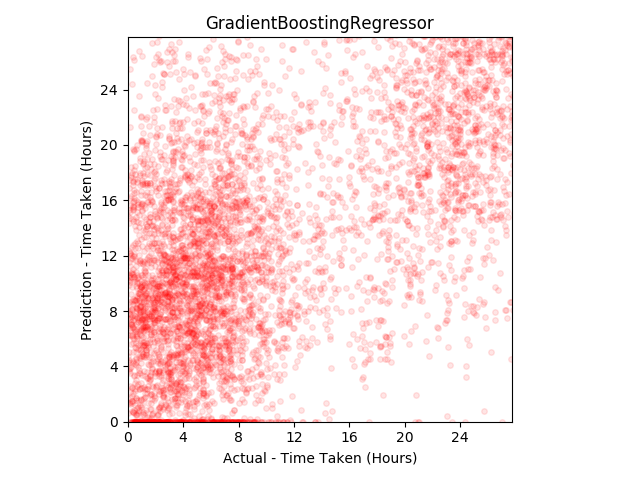 GradientBoostingRegressor
Prediction - Time Taken (Hours)
24
20
16
12
8
4
0
0 4 8 12 16 20 24
Actual - Time Taken (Hours)